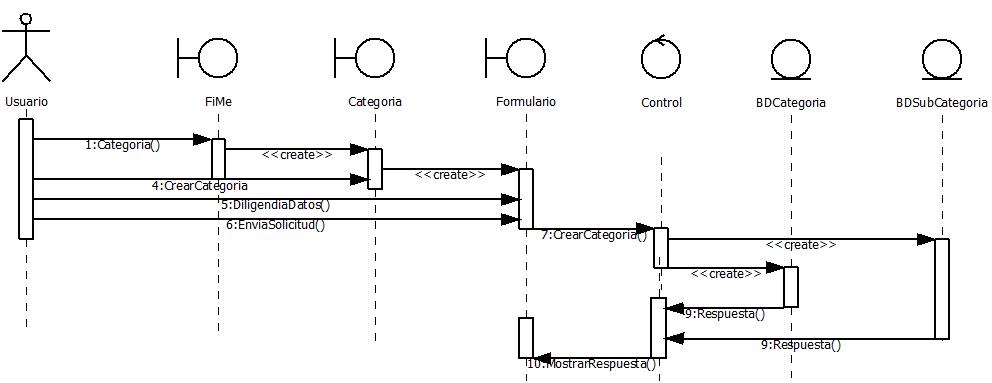 Usuario
FiMe
Categoria
Formulario
Control
BDCategoria
BDSubCategoria
1:Categoria()
<<create>>
<<create>>
4:CrearCategoria
5:DiligendiaDatos()
6:EnviaSolicitud()
7:CrearCategoria()
<<create>>
<<create>>
9:Respuesta()
9:Respuesta()
10:MostrarRespuesta()